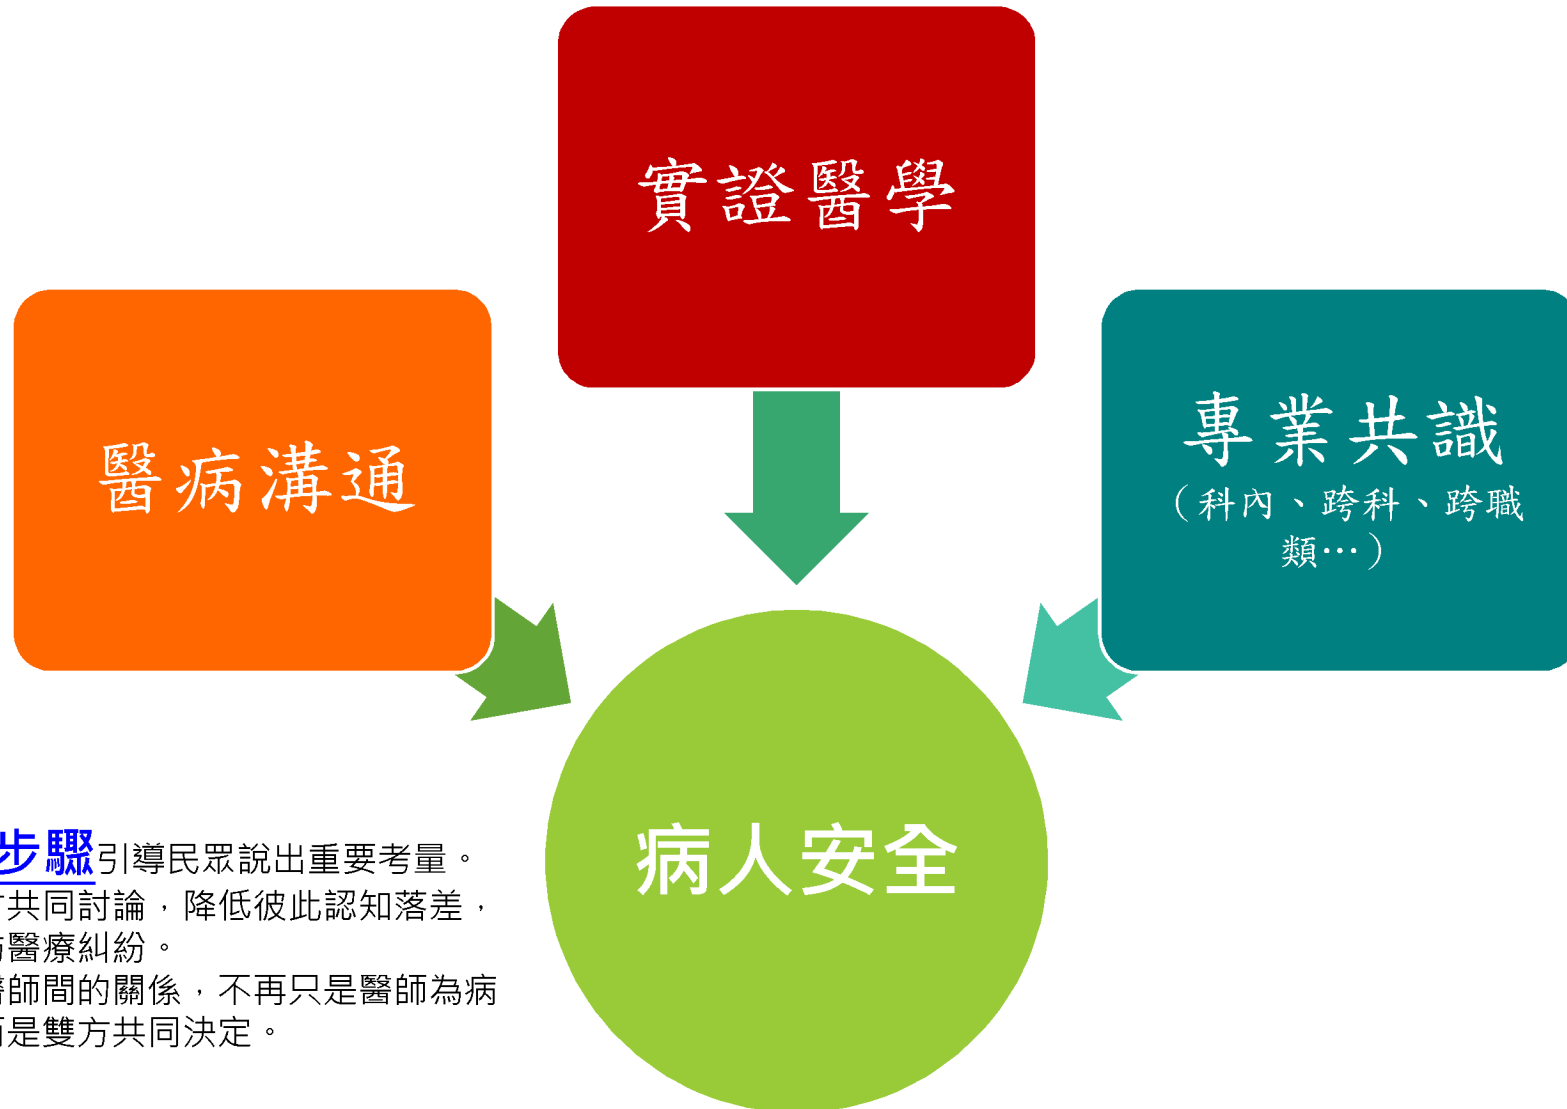 實證醫學
醫病溝通
專業共識
（科內、跨科、跨職
類…）
病人安全
步驟引導民眾說出重要考量。
共同討論，降低彼此認知落差，
醫療糾紛。
醫師間的關係，不再只是醫師為病
是雙方共同決定。